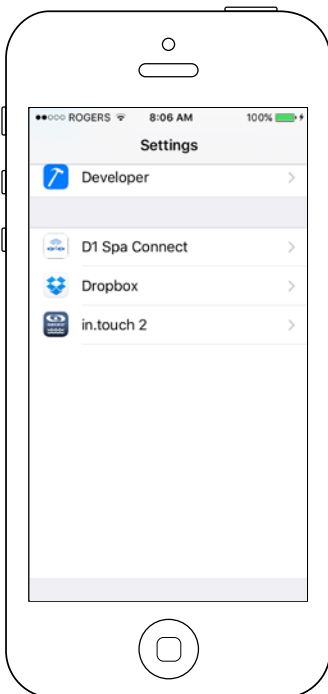 ROGERS 8:06 AM 100%
Settings
Developer
D1 Spa Connect
Dropbox
in.touch 2